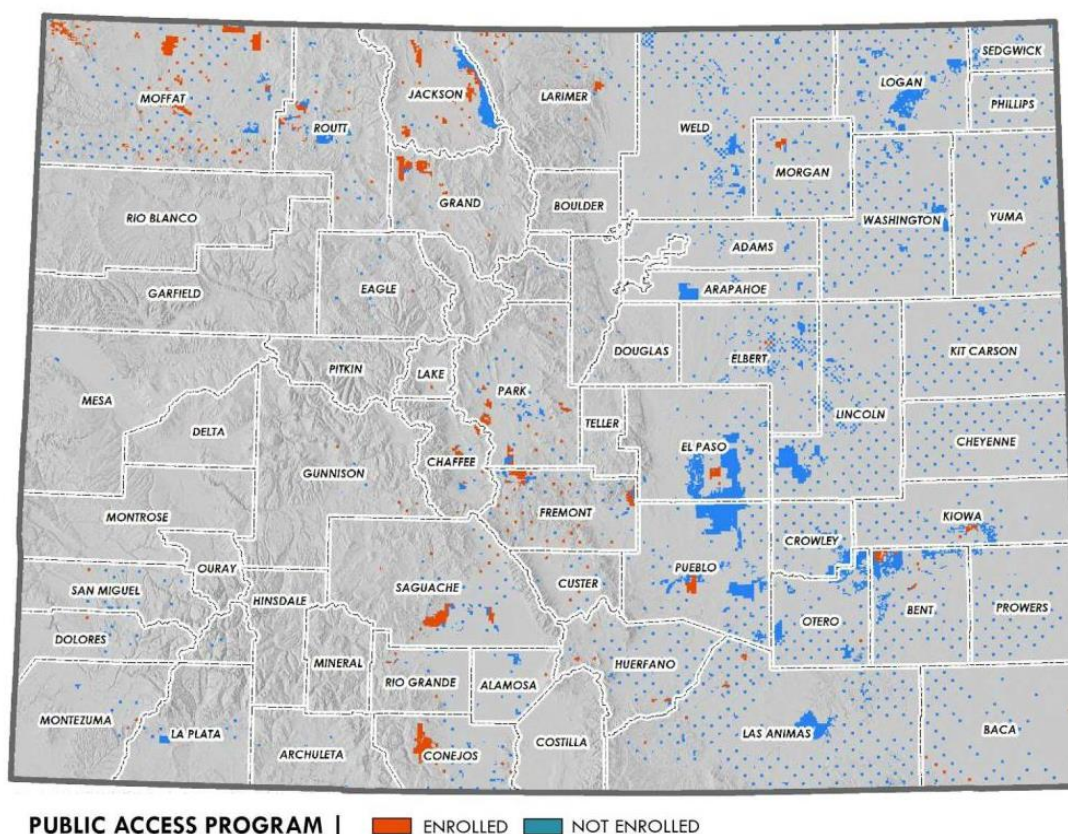 SEDGWICK
LOGAN
MOFFAT
JACKSON
LARIMER
PHILLIPS
ROUTT
WELD
MORGAN
RIO BLANCO
GRAND
BOULDER
WASHINGTON
YUMA
ADAMS
GARFIELD
EAGLE
ARAPAHOE
PITKIN
LAKE
DOUGLAS
ELBERT
KIT CARSON
MESA
PARK
DELTA
TELLER
LINCOLN
CHEYENNE
GUNNISON
CHAFFEE
EL PASO
MONTROSE
FREMONT
KIOWA
CROWLEY
OURAY
SAN MIGUEL
HINSDALE
SAGUACHE
CUSTER
PUEBLO
OTERO
BENT
PROWERS
DOLORES
MINERAL
RIO GRANDE
ALAMOSA
HUERFANO
MONTEZUMA
LA PLATA
ARCHULETA
CONEJOS
COSTILLA
LAS ANIMAS
BACA
PUBLIC ACCESS PROGRAM | ENROLLED NOT ENROLLED